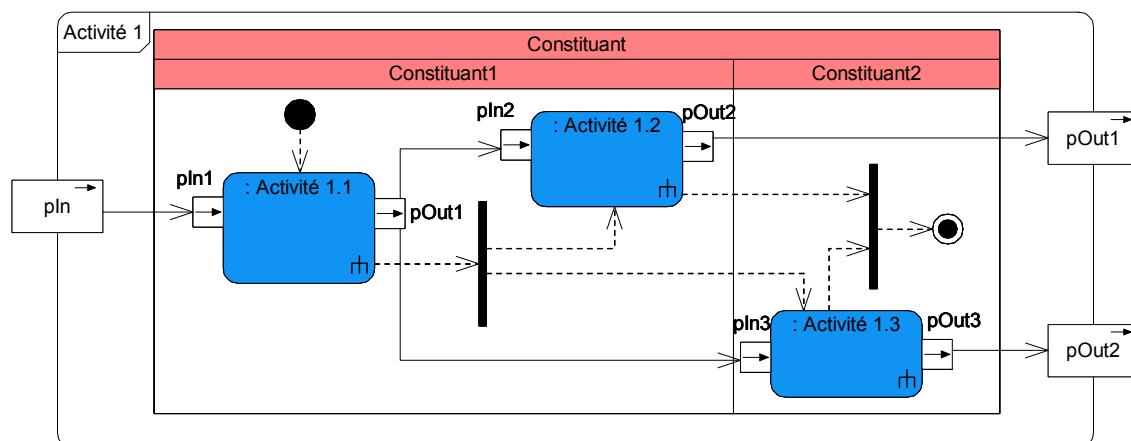 Activité 1
Constituant
Constituant1
Constituant2
pIn2
: Activité 1.2
pOut2
pOut1
pIn1
: Activité 1.1
pOut1
pIn
pIn3
: Activité 1.3
pOut3
pOut2